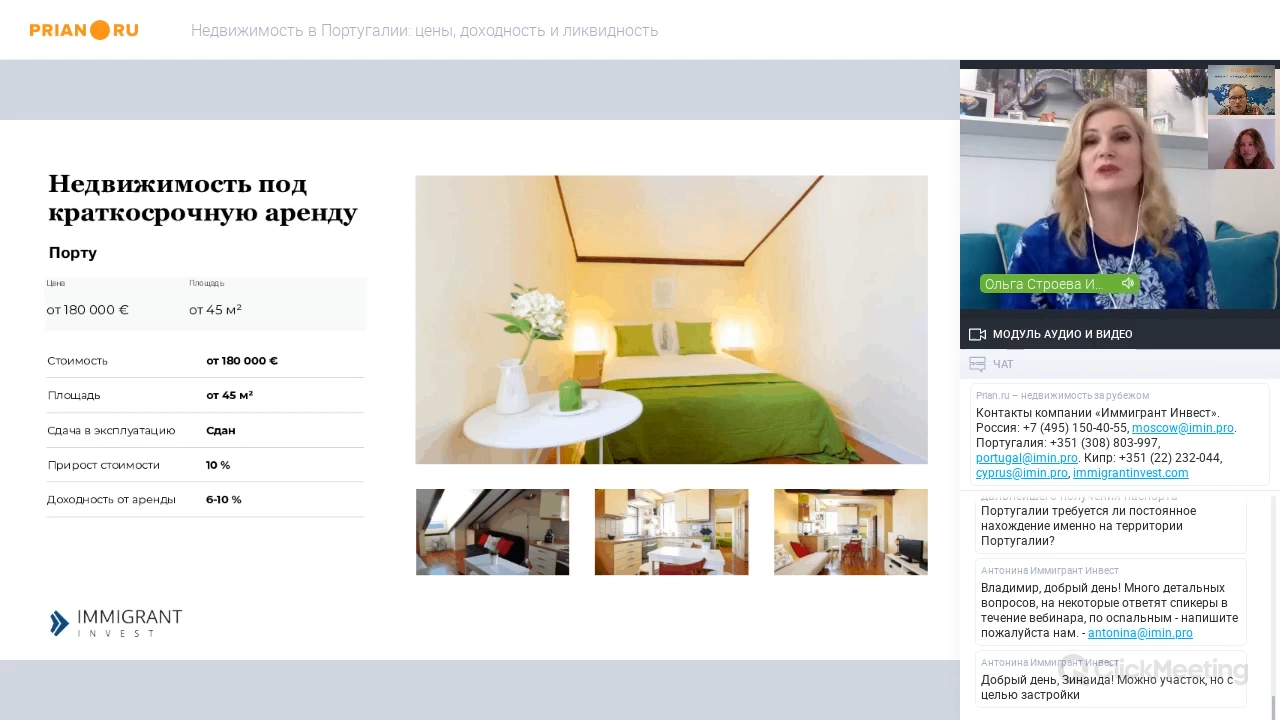 PRIAN RU
Недвижимость в Португалии: цены, доходность и ликвидность
Недвижимость под
краткосрочную аренду
Порту
Цена
Площадь
от 180 000 €
от 45 м²
Стоимость
от 180 000 €
Площадь
от 45 м²
Сдача в эксплуатацию
Сдан
Прирост стоимости
10 %
Доходность от аренды
6-10 %
IMMIGRANT
INVEST
Ольга Строева И...
МОДУЛЬ АУДИО И ВИДЕО
ЧАТ
Prian.ru – недвижимость за рубежом
Контакты компании «Иммигрант Инвест».
Россия: +7 (495) 150-40-55, moscow@imin.pro.
Португалия: +351 (308) 803-997,
portugal@imin.pro. Кипр: +351 (22) 232-044,
cyprus@imin.pro, immigrantinvest.com
дальнейшего получения паспорта
Португалии требуется ли постоянное
нахождение именно на территории
Португалии?
Антонина Иммигрант Инвест
Владимир, добрый день! Много детальных
вопросов, на некоторые ответят спикеры в
течение вебинара, по оспальным - напишите
пожалуйста нам. - antonina@imin.pro
Антонина Иммигрант Инвест
Добрый день, Зинаида! Можно участок, но с
целью застройки
ClickMeeting